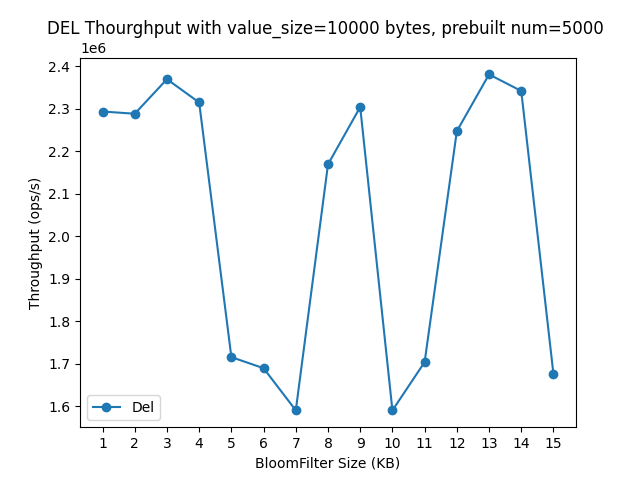 DEL Thourghput with value_size=10000 bytes, prebuilt num=5000
1e6
2.4
2.3
2.2
2.1
2.0
1.9
1.8
1.7
1.6
Throughput (ops/s)
Del
1 2 3 4 5 6 7 8 9 10 11 12 13 14 15
BloomFilter Size (KB)